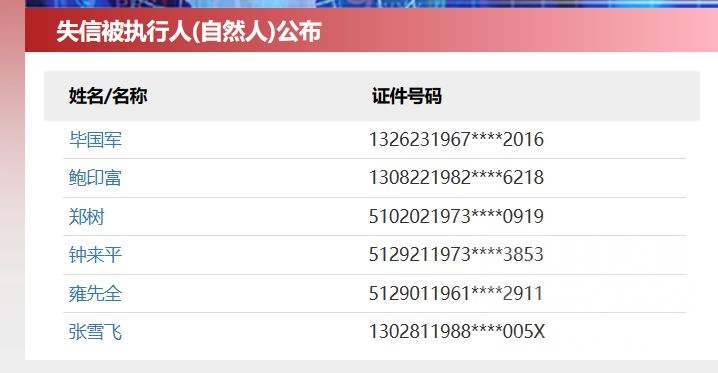 失信被执行人(自然人)公布
姓名/名称 证件号码
毕国军 1326231967****2016
鲍印富 1308221982****6218
郑树 5102021973****0919
钟来平 5129211973****3853
雍先全 5129011961****2911
张雪飞 1302811988****005X